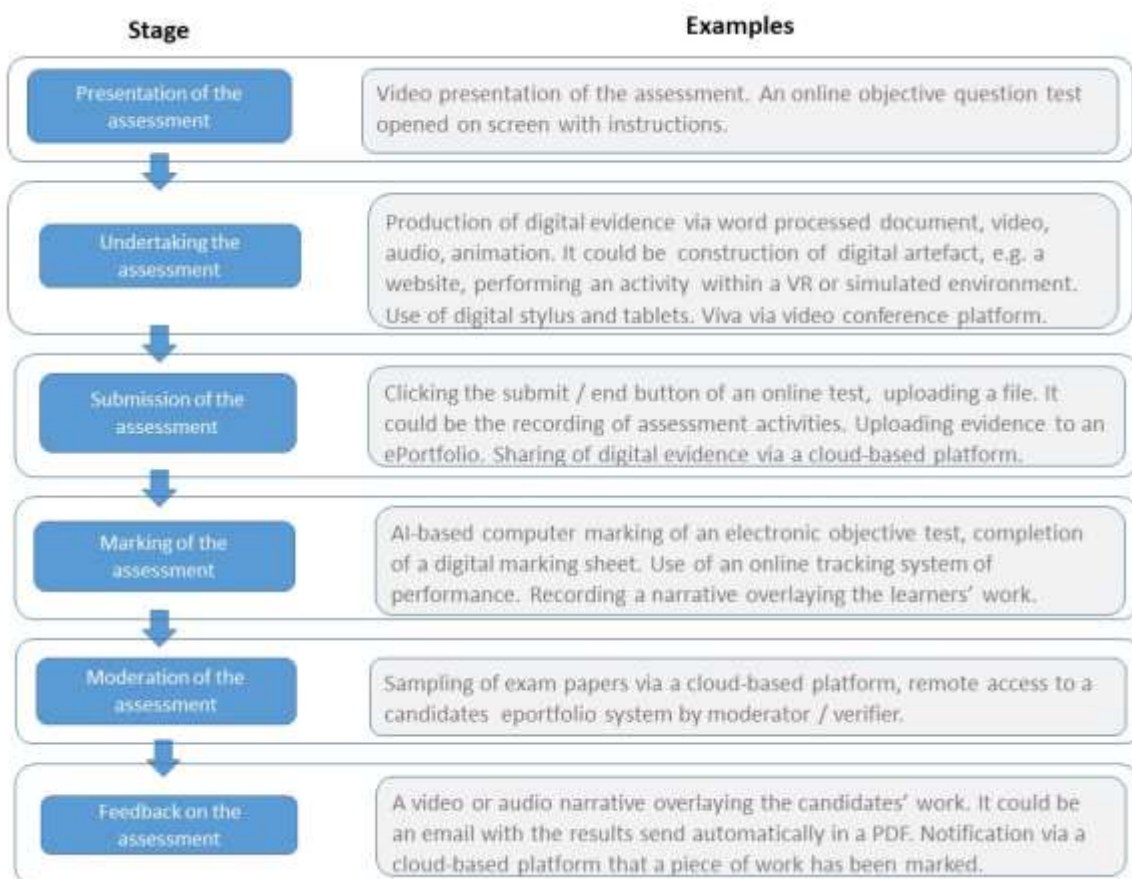 Stage
Examples
Presentation of the
assessment
Video presentation of the assessment. An online objective question test
opened on screen with instructions.
Undertaking the
assessment
Production of digital evidence via word processed document, video,
audio, animation. It could be construction of digital artefact, e.g. a
website, performing an activity within a VR or simulated environment.
Use of digital stylus and tablets. Viva via video conference platform.
Submission of the
assessment
Clicking the submit / end button of an online test, uploading a file. It
could be the recording of assessment activities. Uploading evidence to an
ePortfolio. Sharing of digital evidence via a cloud-based platform.
Marking of the
assessment
AI-based computer marking of an electronic objective test, completion
of a digital marking sheet. Use of an online tracking system of
performance. Recording a narrative overlaying the learners' work.
Moderation of the
assessment
Sampling of exam papers via a cloud-based platform, remote access to a
candidates eportfolio system by moderator / verifier.
Feedback on the
assessment
A video or audio narrative overlaying the candidates' work. It could be
an email with the results send automatically in a PDF. Notification via a
cloud-based platform that a piece of work has been marked.